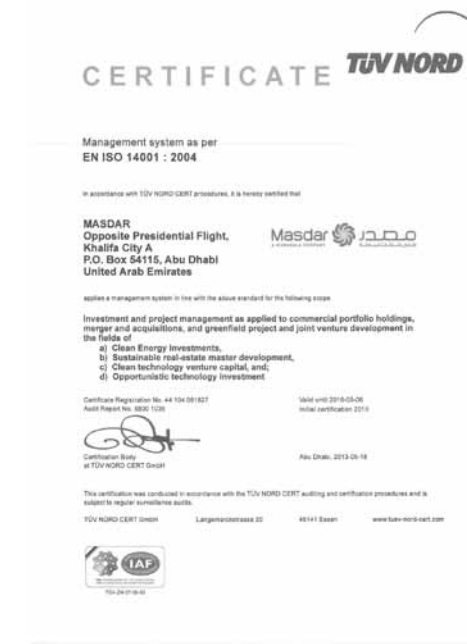 TÜV NORD
CERTIFICATE
Management system as per
EN ISO 14001 : 2004
In accordance with TÜV NORD CERT procedures, it is hereby certified that
MASDAR
Opposite Presidential Flight,
Khalifa City A
P.O. Box 54115, Abu Dhabi
United Arab Emirates
Masdar مصدر
applies a management system in line with the above standard for the following scope
Investment and project management as applied to commercial portfolio holdings,
merger and acquisitions, and greenfield project and joint venture development in
the fields of
a) Clean Energy Investments,
b) Sustainable real-estate master development,
c) Clean technology venture capital, and;
d) Opportunistic technology investment
Certificate Registration No. 44 104 091827
Audit Report No.
Valid until
Initial certification
Certification Body
at TÜV NORD CERT GmbH
Abu Dhabi,
This certification was conducted in accordance with the TÜV NORD CERT auditing and certification procedures and is
subject to regular surveillance audits.
TÜV NORD CERT GmbH Langemarckstrasse 20 45141 Essen www.tuev-nord-cert.com
IAF